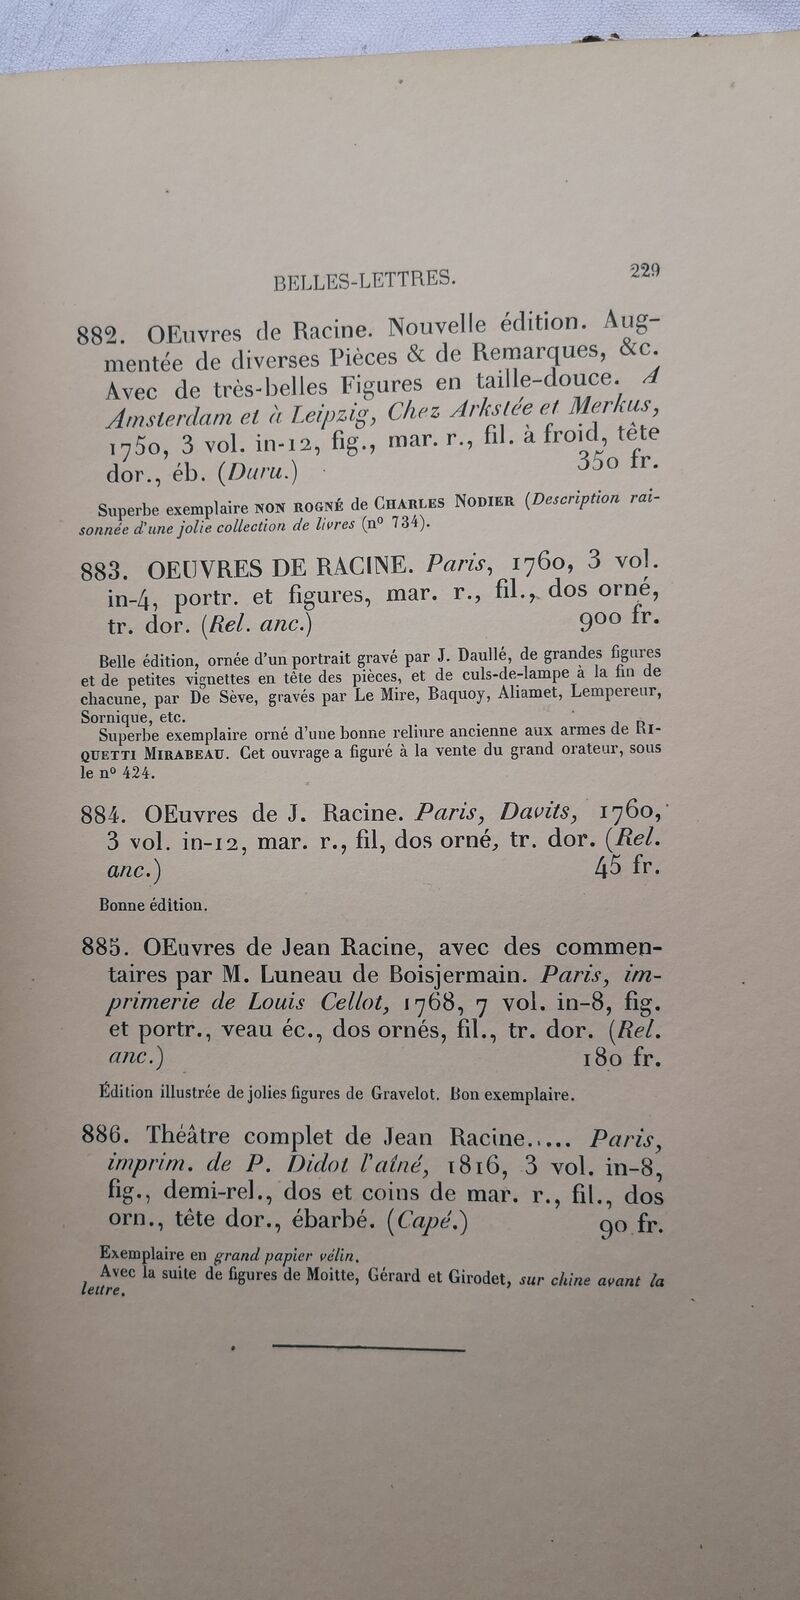 BELLES-LETTRES.
229
882. OEuvres de Racine. Nouvelle édition. Aug-
mentée de diverses Pièces & de Remarques, &c.
Avec de très-belles Figures en taille-douce. A
Amsterdam et à Leipzig, Chez Arkstée et Merkus,
1750, 3 vol. in-12, fig., mar. r., fil. à froid, tête
dor., éb. (Duru.) 350 fr.
Superbe exemplaire NON ROGNÉ de CHARLES NODIER (Description rai-
sonnée d'une jolie collection de livres (nº 734).
883. OEUVRES DE RACINE. Paris, 1760, 3 vol.
in-4, portr. et figures, mar. r., fil., dos orné,
tr. dor. (Rel. anc.) 900 fr.
Belle édition, ornée d'un portrait gravé par J. Daullé, de grandes figures
et de petites vignettes en tête des pièces, et de culs-de-lampe à la fin de
chacune, par De Sève, gravés par Le Mire, Baquoy, Aliamet, Lempereur,
Sornique, etc.
Superbe exemplaire orné d'une bonne reliure ancienne aux armes de RI-
QUETTI MIRABEAU. Cet ouvrage a figuré à la vente du grand orateur, sous
le nº 424.
884. OEuvres de J. Racine. Paris, Davits, 1760,
3 vol. in-12, mar. r., fil, dos orné, tr. dor. (Rel.
anc.) 45 fr.
Bonne édition.
885. OEuvres de Jean Racine, avec des commen-
taires par M. Luneau de Boisjermain. Paris, im-
primerie de Louis Cellot, 1768, 7 vol. in-8, fig.
et portr., veau éc., dos ornés, fil., tr. dor. (Rel.
anc.) 180 fr.
Édition illustrée de jolies figures de Gravelot. Bon exemplaire.
886. Théâtre complet de Jean Racine..... Paris,
imprim. de P. Didot l'aîné, 1816, 3 vol. in-8,
fig., demi-rel., dos et coins de mar. r., fil., dos
orn., tête dor., ébarbé. (Capé.) 90 fr.
Exemplaire en grand papier vélin.
Avec la suite de figures de Moitte, Gérard et Girodet, sur chine avant la
lettre.